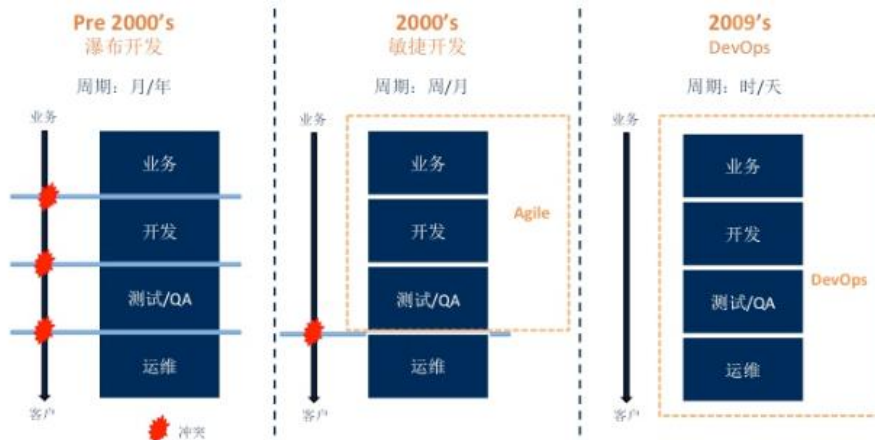 Pre 2000's
瀑布开发
周期：月/年
业务
业务
开发
测试/QA
运维
客户
冲突
2000's
敏捷开发
周期：周/月
业务
业务
开发
Agile
测试/QA
运维
客户
2009's
DevOps
周期：时/天
业务
业务
开发
测试/QA
DevOps
运维
客户